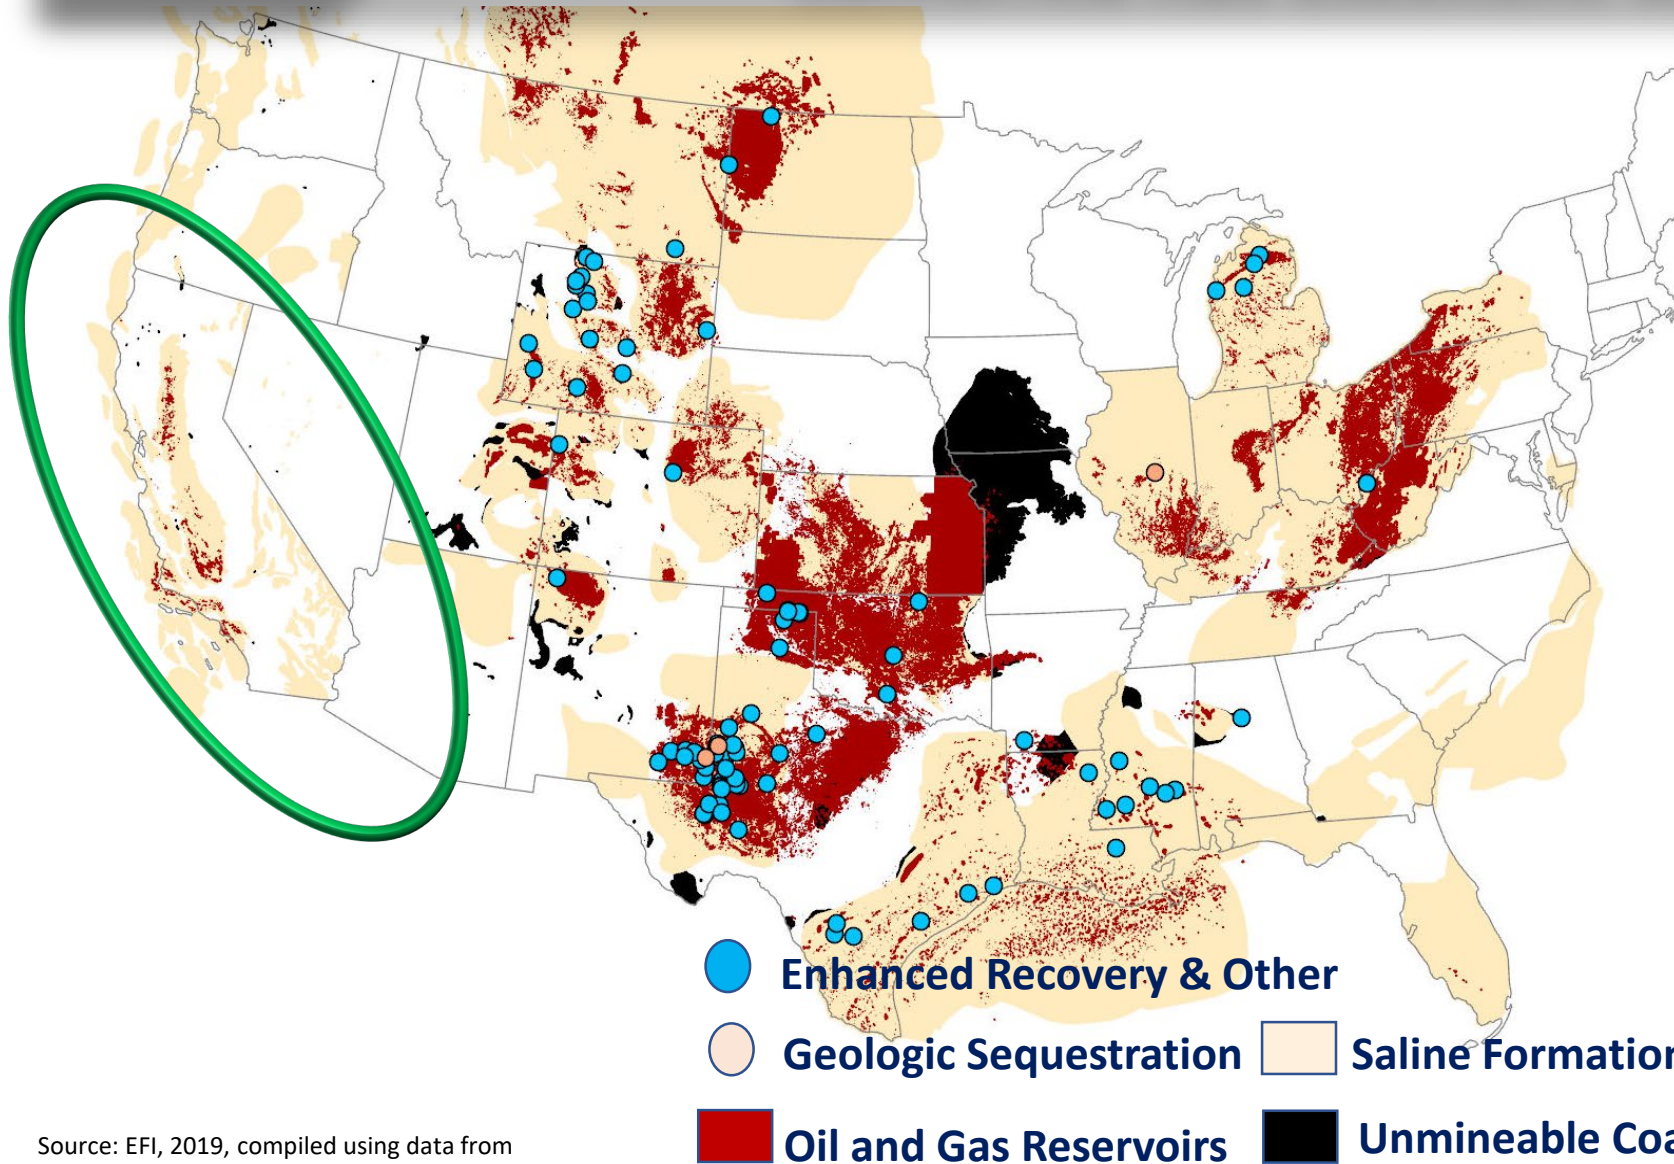 Enhanced Recovery & Other
Geologic Sequestration
Saline Formation
Oil and Gas Reservoirs
Unmineable Coa
Source: EFI, 2019, compiled using data from